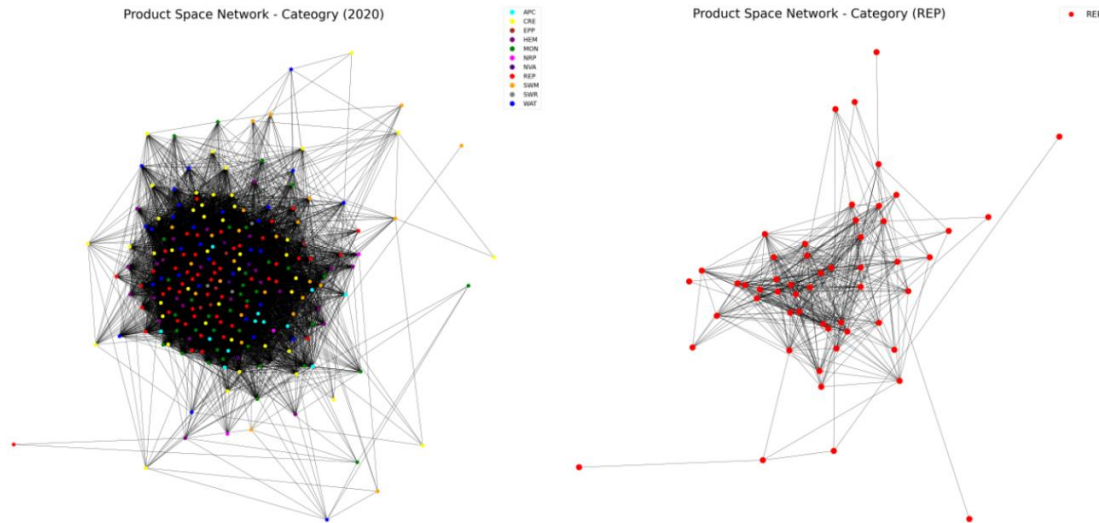 Product Space Network - Cateogry (2020)
APC
CRE
EPP
HEM
MON
NRP
NVA
REP
SWM
SWR
WAT
Product Space Network - Category (REP)
REP